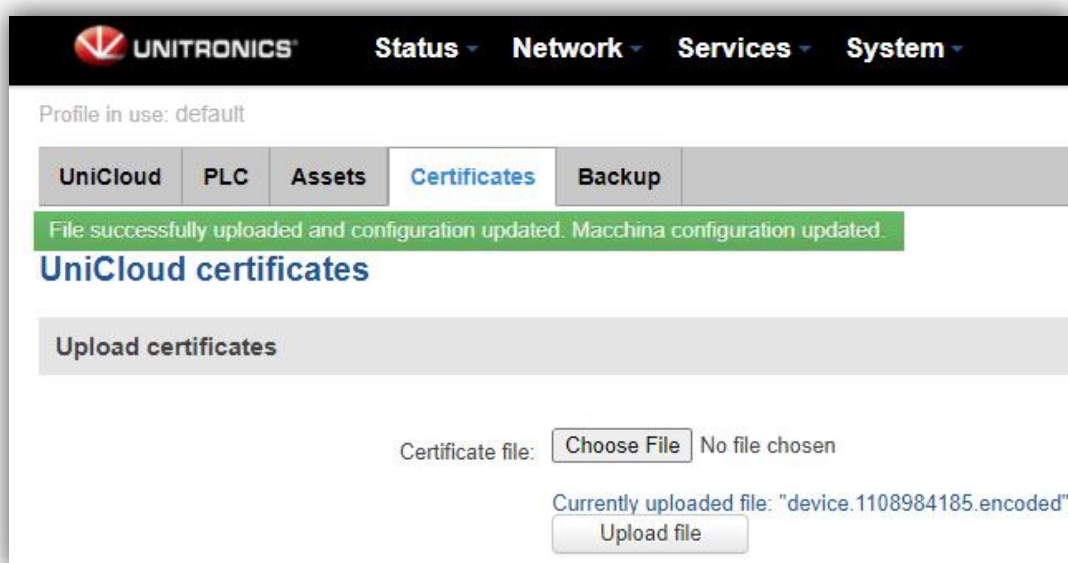 UNITRONICS Status Network Services System
Profile in use: default
UniCloud PLC Assets Certificates Backup
File successfully uploaded and configuration updated. Macchina configuration updated.
UniCloud certificates
Upload certificates
Certificate file: Choose File No file chosen
Currently uploaded file: "device.1108984185.encoded"
Upload file